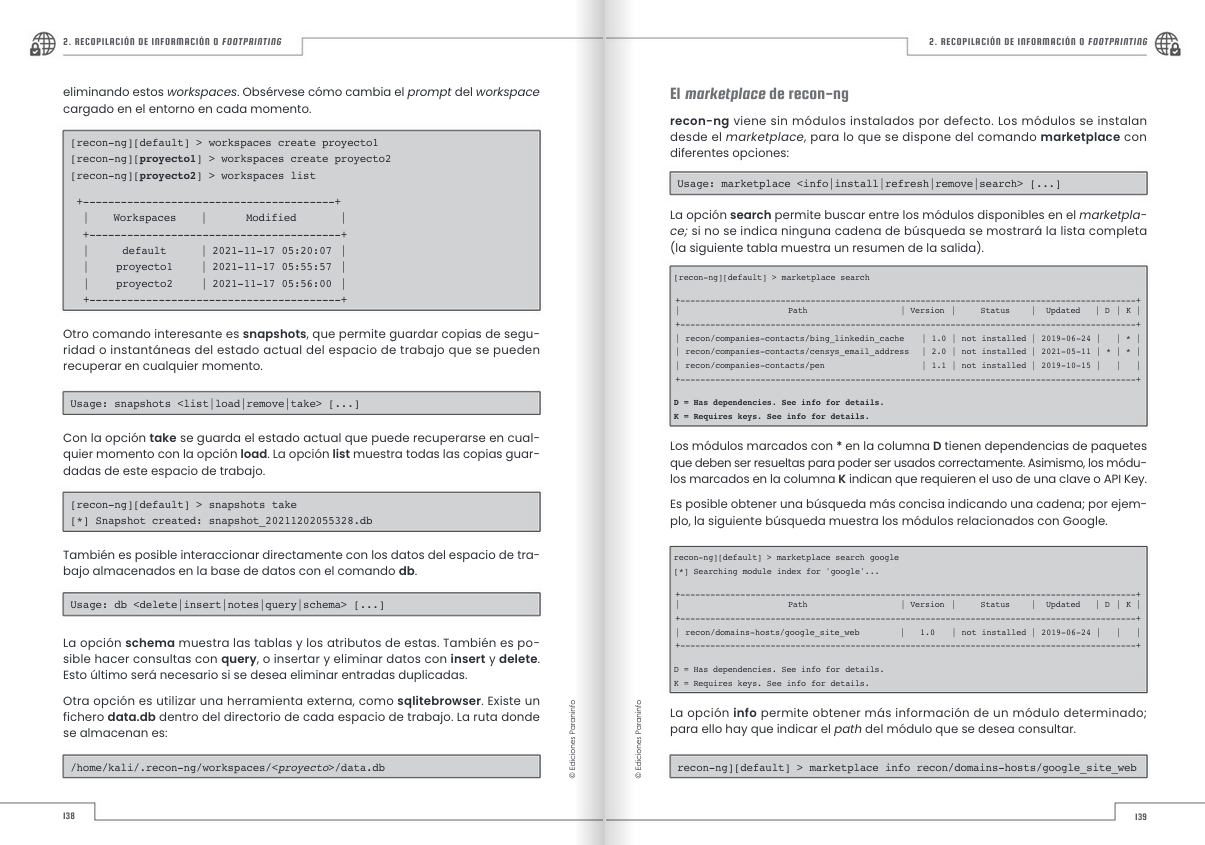 2. RECOPILACIÓN DE INFORMACIÓN O FOOTPRINTING
eliminando estos workspaces. Obsérvese cómo cambia el prompt del workspace
cargado en el entorno en cada momento.
[recon-ng][default] > workspaces create proyecto1
[recon-ng][proyecto1] > workspaces create proyecto2
[recon-ng][proyecto2] > workspaces list
+----------------------------------------+
| Workspaces | Modified |
+----------------------------------------+
| default | 2021-11-17 05:20:07 |
| proyecto1 | 2021-11-17 05:55:57 |
| proyecto2 | 2021-11-17 05:56:00 |
+----------------------------------------+
Otro comando interesante es snapshots, que permite guardar copias de segu-
ridad o instantáneas del estado actual del espacio de trabajo que se pueden
recuperar en cualquier momento.
Usage: snapshots <list|load|remove|take> [...]
Con la opción take se guarda el estado actual que puede recuperarse en cual-
quier momento con la opción load. La opción list muestra todas las copias guar-
dadas de este espacio de trabajo.
[recon-ng][default] > snapshots take
[*] Snapshot created: snapshot_20211202055328.db
También es posible interaccionar directamente con los datos del espacio de tra-
bajo almacenados en la base de datos con el comando db.
Usage: db <delete|insert|notes|query|schema> [...]
La opción schema muestra las tablas y los atributos de estas. También es po-
sible hacer consultas con query, o insertar y eliminar datos con insert y delete.
Esto último será necesario si se desea eliminar entradas duplicadas.
Otra opción es utilizar una herramienta externa, como sqlitebrowser. Existe un
fichero data.db dentro del directorio de cada espacio de trabajo. La ruta donde
se almacenan es:
/home/kali/.recon-ng/workspaces/<proyecto>/data.db
© Ediciones Paraninfo
138
2. RECOPILACIÓN DE INFORMACIÓN O FOOTPRINTING
El marketplace de recon-ng
recon-ng viene sin módulos instalados por defecto. Los módulos se instalan
desde el marketplace, para lo que se dispone del comando marketplace con
diferentes opciones:
Usage: marketplace <info|install|refresh|remove|search> [...]
La opción search permite buscar entre los módulos disponibles en el marketpla-
ce; si no se indica ninguna cadena de búsqueda se mostrará la lista completa
(la siguiente tabla muestra un resumen de la salida).
[recon-ng][default] > marketplace search
+---------------------------------------------------------------------------------------------+
| Path | Version | Status | Updated | D | K |
+---------------------------------------------------------------------------------------------+
| recon/companies-contacts/bing_linkedin_cache | 1.0 | not installed | 2019-06-24 | | * |
| recon/companies-contacts/censys_email_address | 2.0 | not installed | 2021-05-11 | * | * |
| recon/companies-contacts/pen | 1.1 | not installed | 2019-10-15 | | |
+---------------------------------------------------------------------------------------------+
D = Has dependencies. See info for details.
K = Requires keys. See info for details.
Los módulos marcados con * en la columna D tienen dependencias de paquetes
que deben ser resueltas para poder ser usados correctamente. Asimismo, los módu-
los marcados en la columna K indican que requieren el uso de una clave o API Key.
Es posible obtener una búsqueda más concisa indicando una cadena; por ejem-
plo, la siguiente búsqueda muestra los módulos relacionados con Google.
recon-ng][default] > marketplace search google
[*] Searching module index for 'google'...
+---------------------------------------------------------------------------------------------+
| Path | Version | Status | Updated | D | K |
+---------------------------------------------------------------------------------------------+
| recon/domains-hosts/google_site_web | 1.0 | not installed | 2019-06-24 | | |
+---------------------------------------------------------------------------------------------+
D = Has dependencies. See info for details.
K = Requires keys. See info for details.
La opción info permite obtener más información de un módulo determinado;
para ello hay que indicar el path del módulo que se desea consultar.
recon-ng][default] > marketplace info recon/domains-hosts/google_site_web
© Ediciones Paraninfo
139